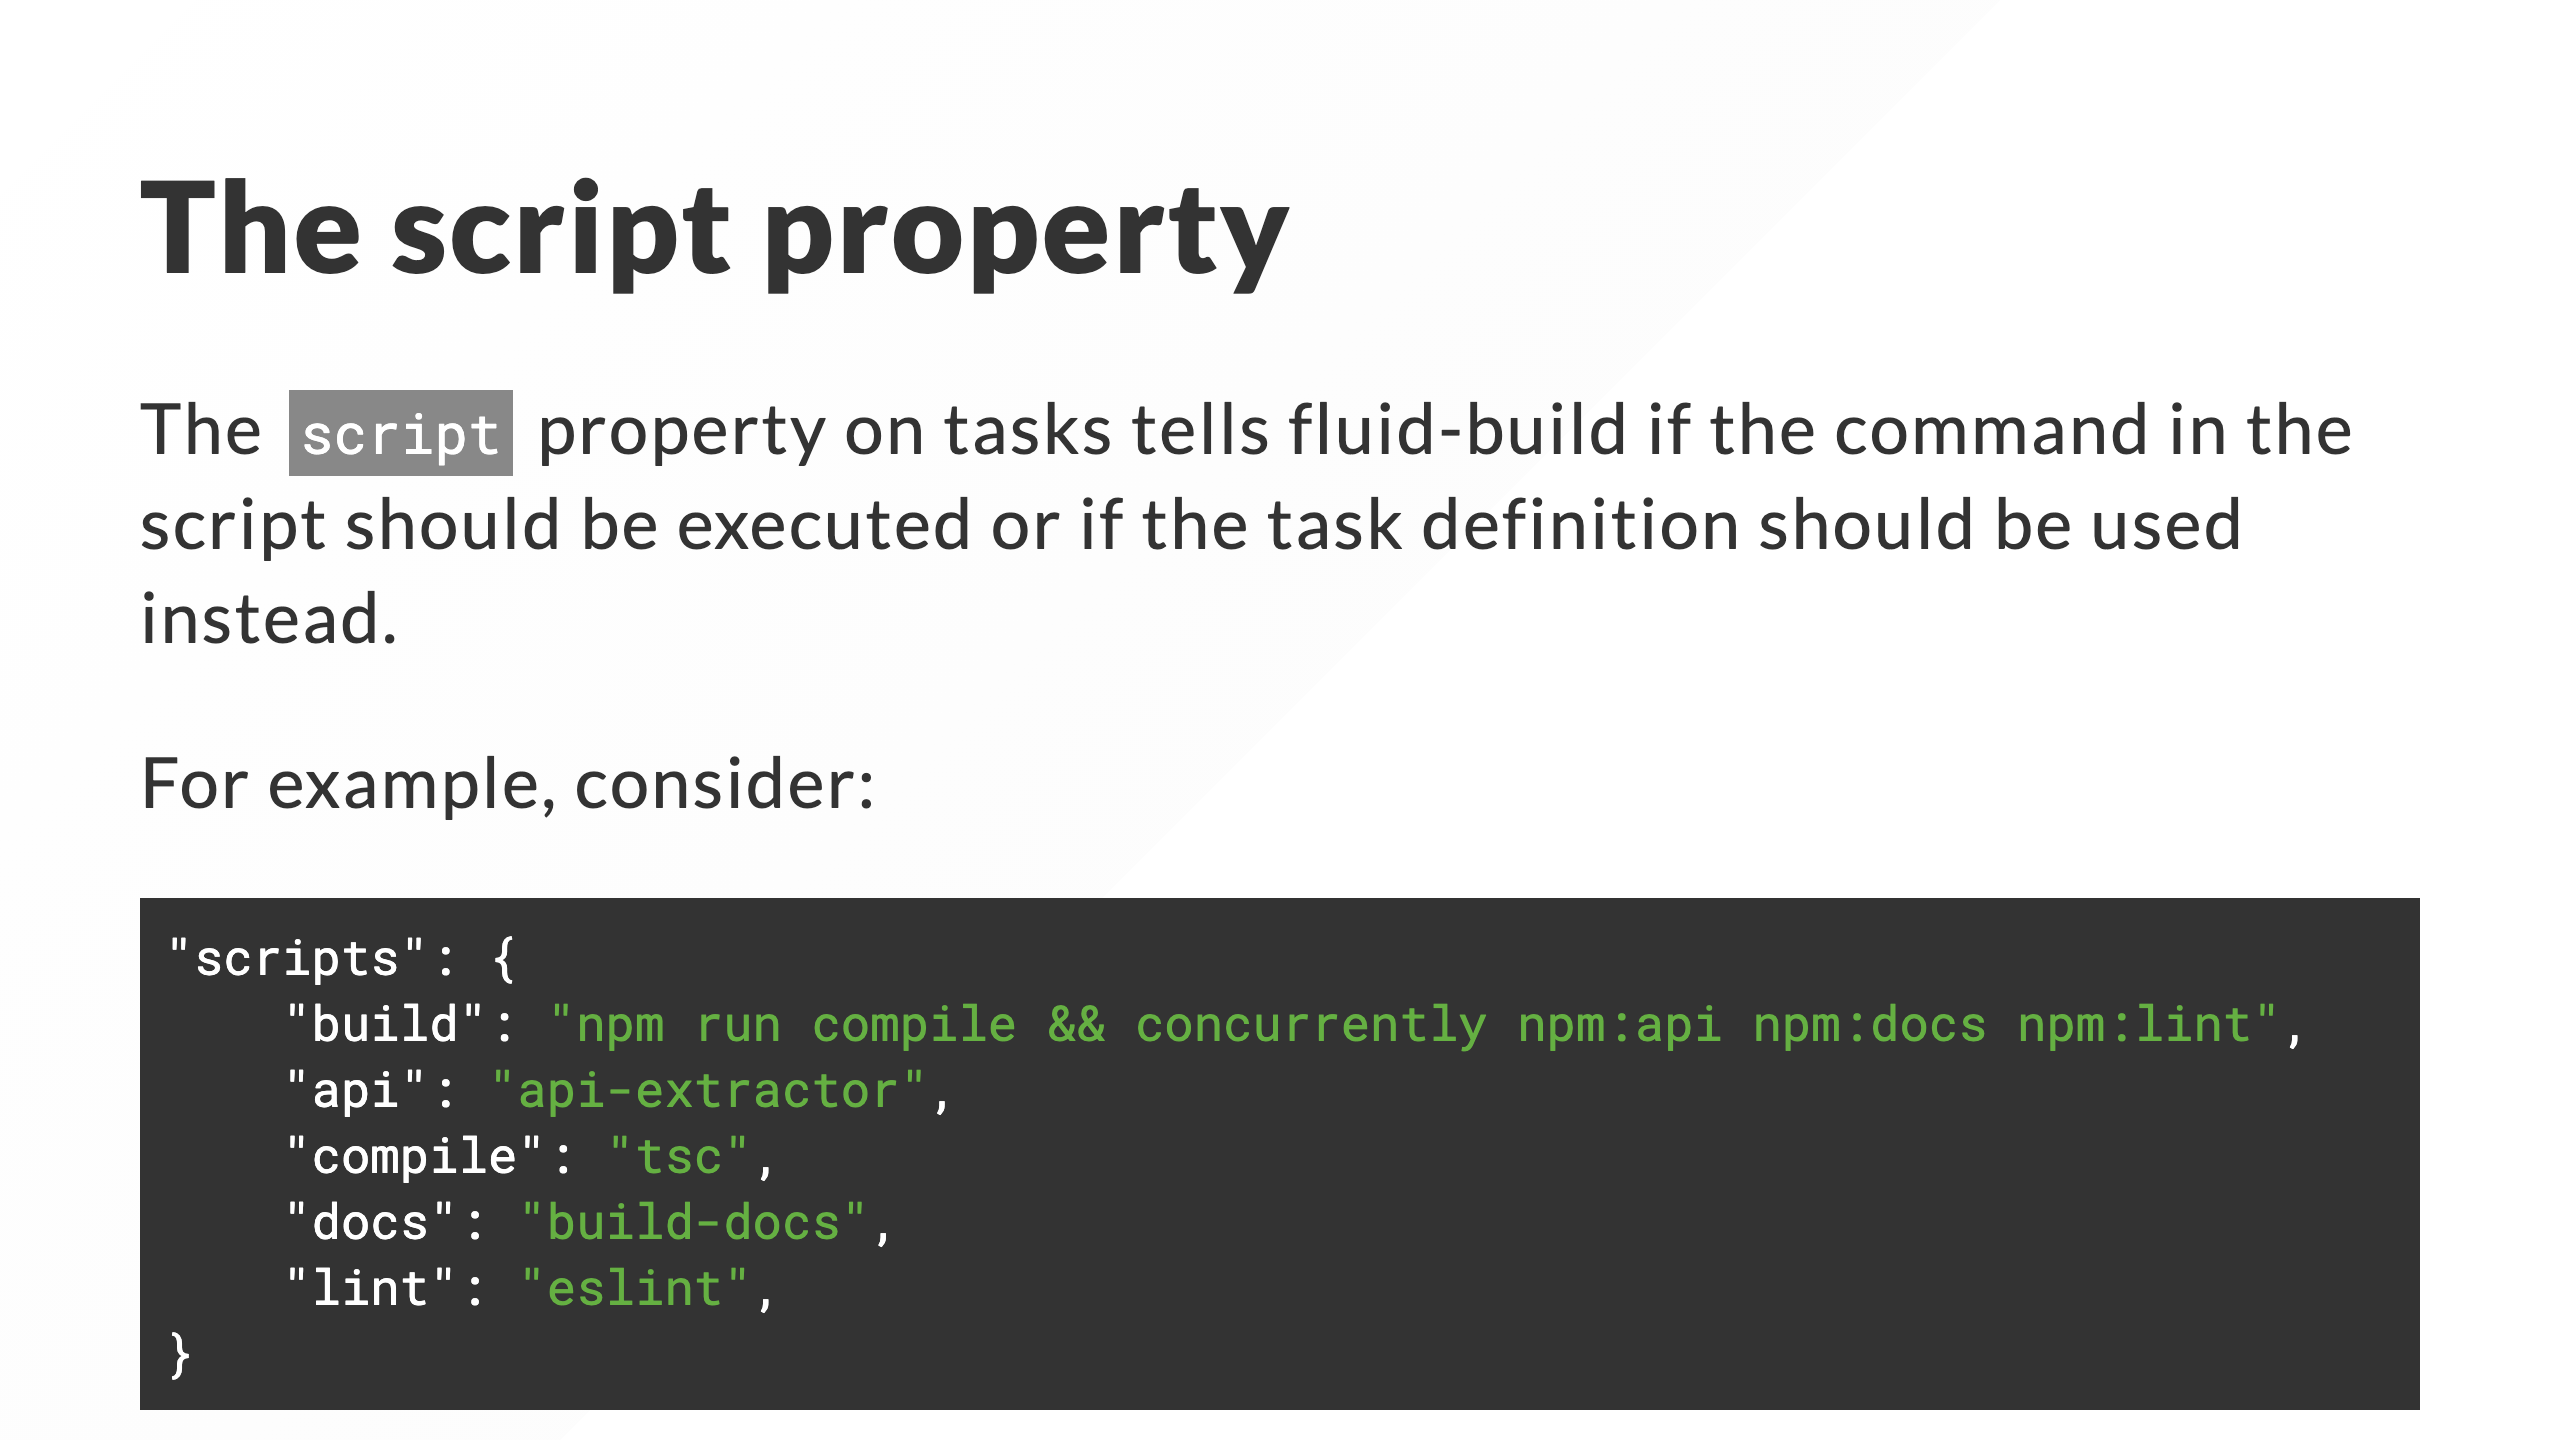 The script property
The script property on tasks tells fluid-build if the command in the
script should be executed or if the task definition should be used
instead.
For example, consider:
"scripts": {
    "build": "npm run compile && concurrently npm:api npm:docs npm:lint",
    "api": "api-extractor",
    "compile": "tsc",
    "docs": "build-docs",
    "lint": "eslint",
}